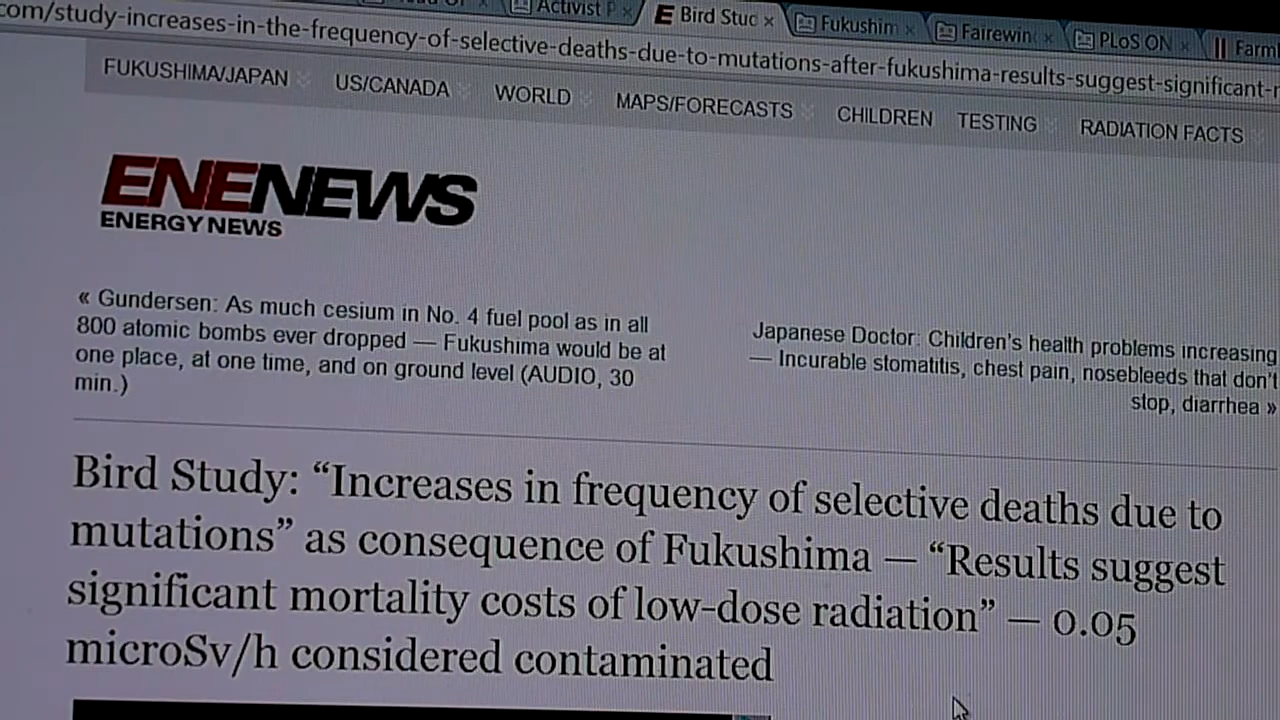 Activist P
Bird Stud
Fukushim
Fairewin
PLoS ON
Farm
com/study-increases-in-the-frequency-of-selective-deaths-due-to-mutations-after-fukushima-results-suggest-significant-
FUKUSHIMA/JAPAN US/CANADA WORLD MAPS/FORECASTS CHILDREN TESTING RADIATION FACTS
ENENEWS
ENERGY NEWS
« Gundersen: As much cesium in No. 4 fuel pool as in all
800 atomic bombs ever dropped — Fukushima would be at
one place, at one time, and on ground level (AUDIO, 30
min.)
Japanese Doctor: Children's health problems increasing
— Incurable stomatitis, chest pain, nosebleeds that don't
stop, diarrhea »
Bird Study: “Increases in frequency of selective deaths due to
mutations” as consequence of Fukushima — “Results suggest
significant mortality costs of low-dose radiation” — 0.05
microSv/h considered contaminated